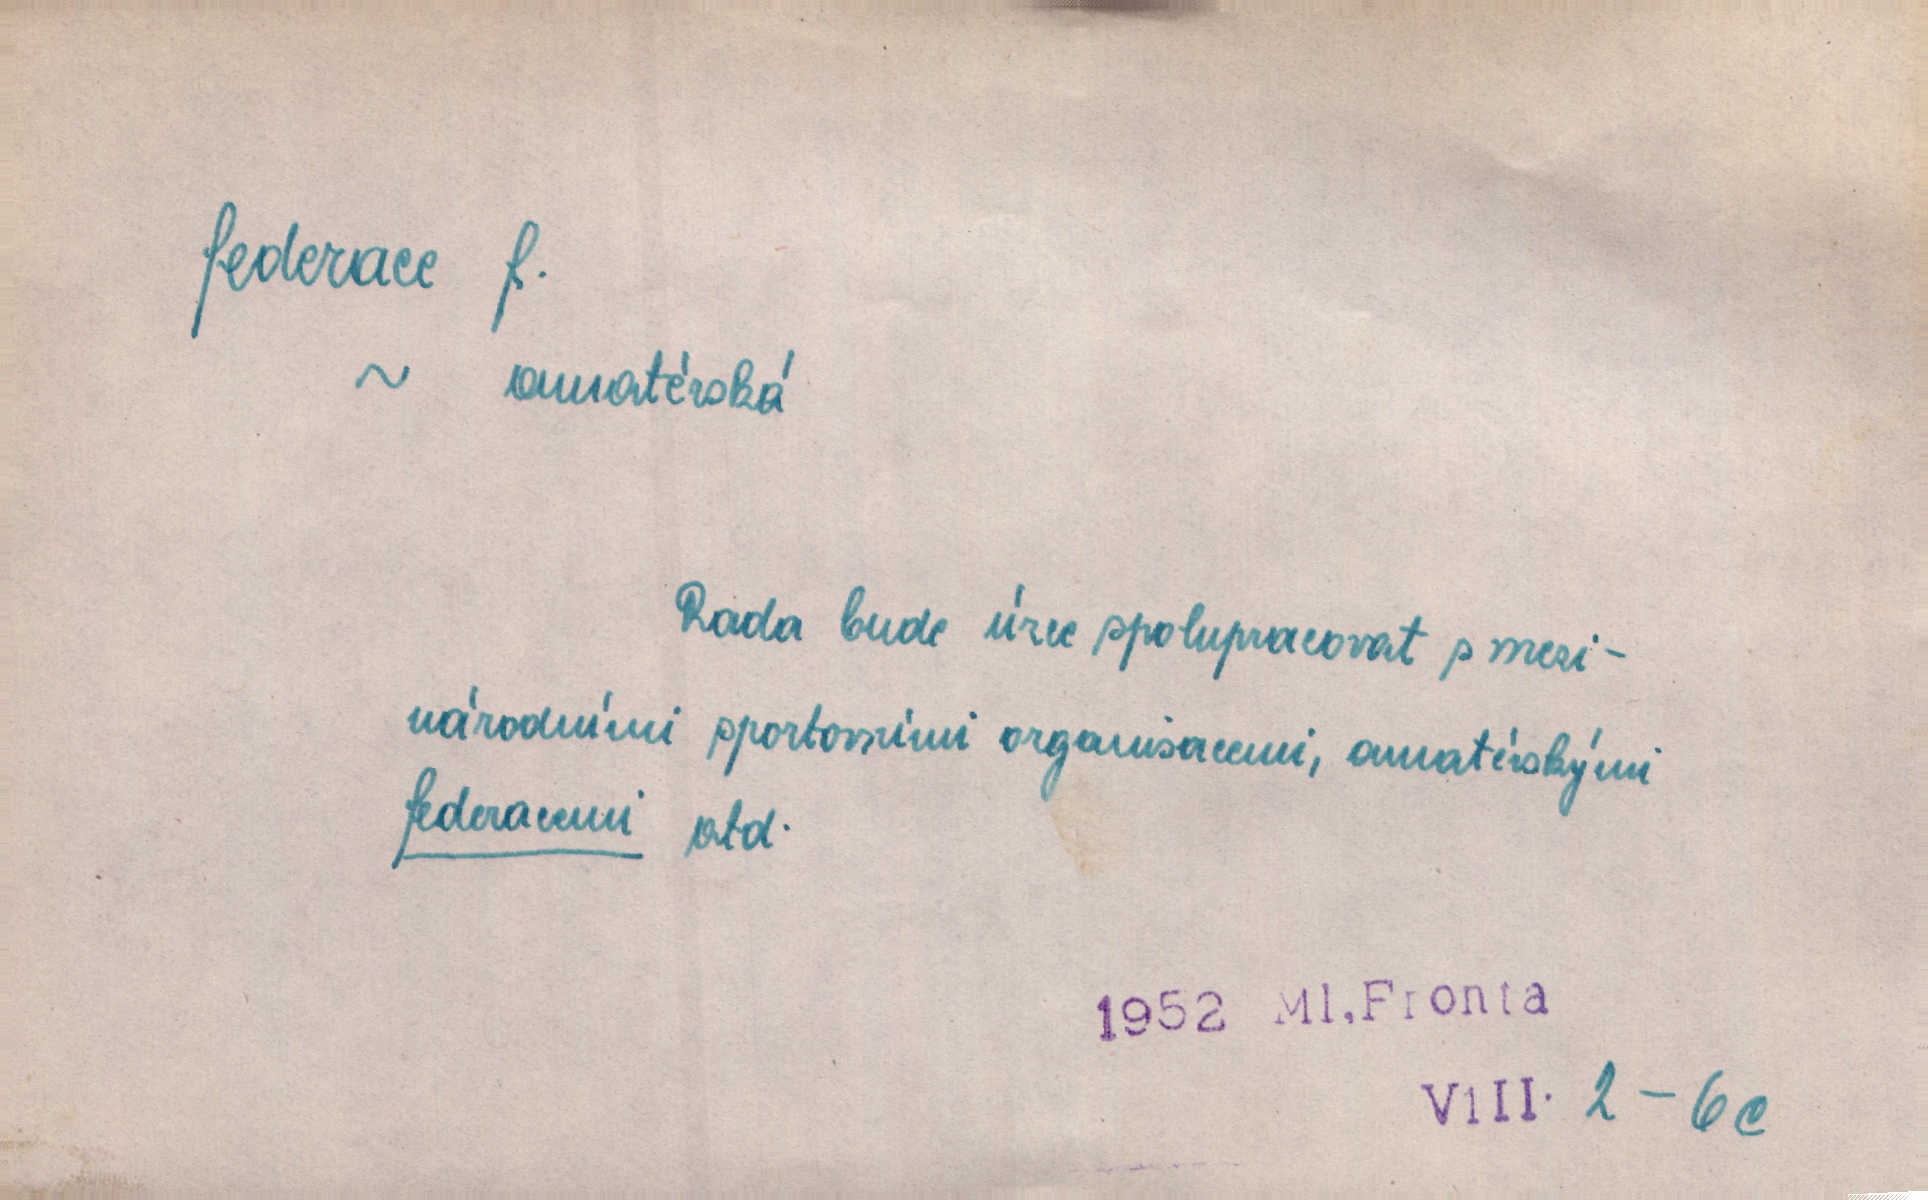 federace f.
~ amatérská
Rada bude úzce spolupracovat s mezi-
národními sportovními organisacemi, amatérskými
federacemi atd.
1952 Ml.Fronta
VIII. 2 - 6c